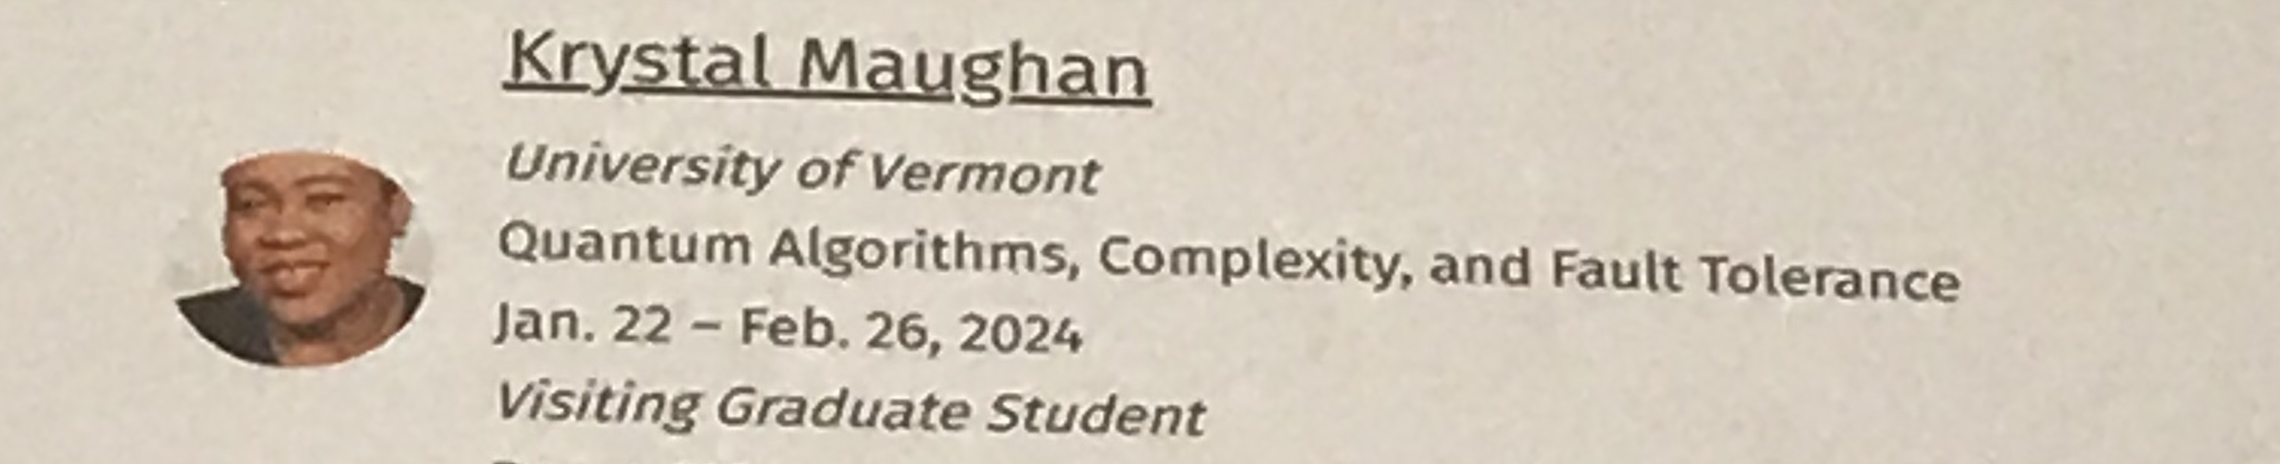 Krystal Maughan
University of Vermont
Quantum Algorithms, Complexity, and Fault Tolerance
Jan. 22 – Feb. 26, 2024
Visiting Graduate Student